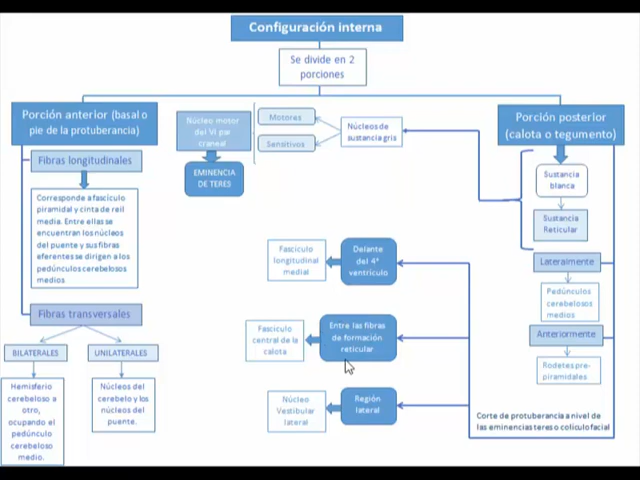 Configuración interna
Se divide en 2
porciones
Porción anterior (basal o
pie de la protuberancia)
Fibras longitudinales
Corresponde a fascículo
piramidal y cinta de reil
media. Entre ellas se
encuentran los núcleos
del puente y sus fibras
eferentes se dirigen a los
pedúnculos cerebelosos
medios
Fibras transversales
BILATERALES
UNILATERALES
Hemisferio
cerebeloso a
otro,
ocupando el
pedúnculo
cerebeloso
medio.
Núcleos del
cerebelo y los
núcleos del
puente.
Núcleo motor
del VI par
craneal
EMINENCIA
DE TERES
Motores
Sensitivos
Núcleos de
sustancia gris
Porción posterior
(calota o tegumento)
Sustancia
blanca
Sustancia
Reticular
Lateralmente
Pedúnculos
cerebelosos
medios
Anteriormente
Rodetes pre-
piramidales
Fascículo
longitudinal
medial
Delante
del 4°
ventrículo
Fascículo
central de la
calota
Entre las fibras
de formación
reticular
Núcleo
Vestibular
lateral
Región
lateral
Corte de protuberancia a nivel de
las eminencias teres o colículo facial